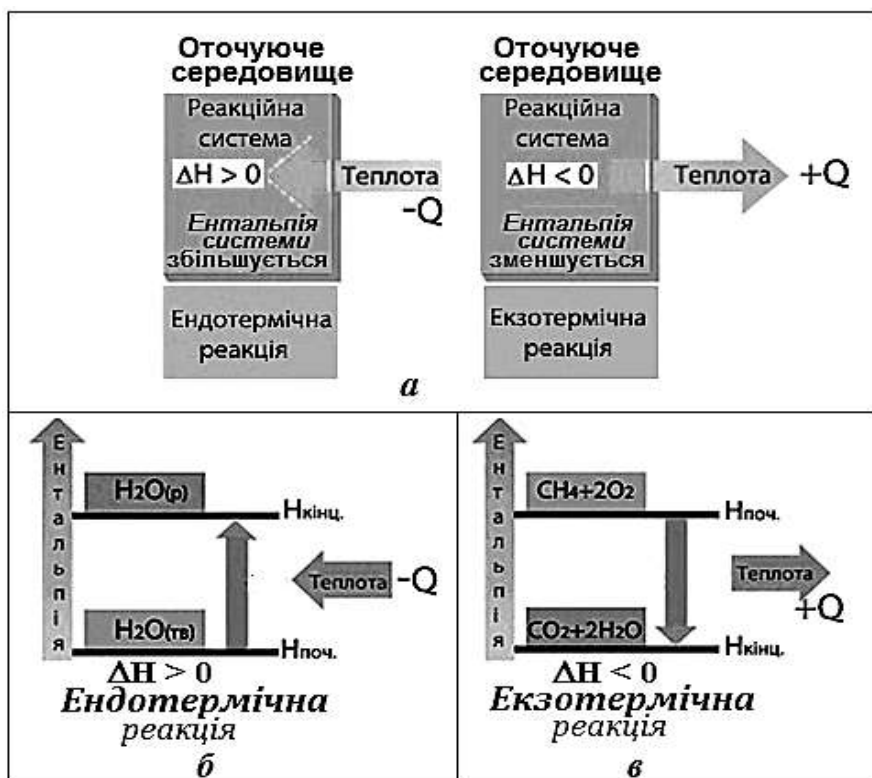 Оточуюче
середовище
Реакційна
система
ΔH > 0
Теплота
-Q
Ентальпія
системи
збільшується
Ендотермічна
реакція
Оточуюче
середовище
Реакційна
система
ΔH < 0
Теплота
+Q
Ентальпія
системи
зменшується
Екзотермічна
реакція
а
Ентальпія
H2O(р)
Hкінц.
Теплота
-Q
H2O(тв)
Hпоч.
ΔH > 0
Ендотермічна
реакція
б
Ентальпія
CH4+2O2
Hпоч.
Теплота
+Q
CO2+2H2O
Hкінц.
ΔH < 0
Екзотермічна
реакція
в